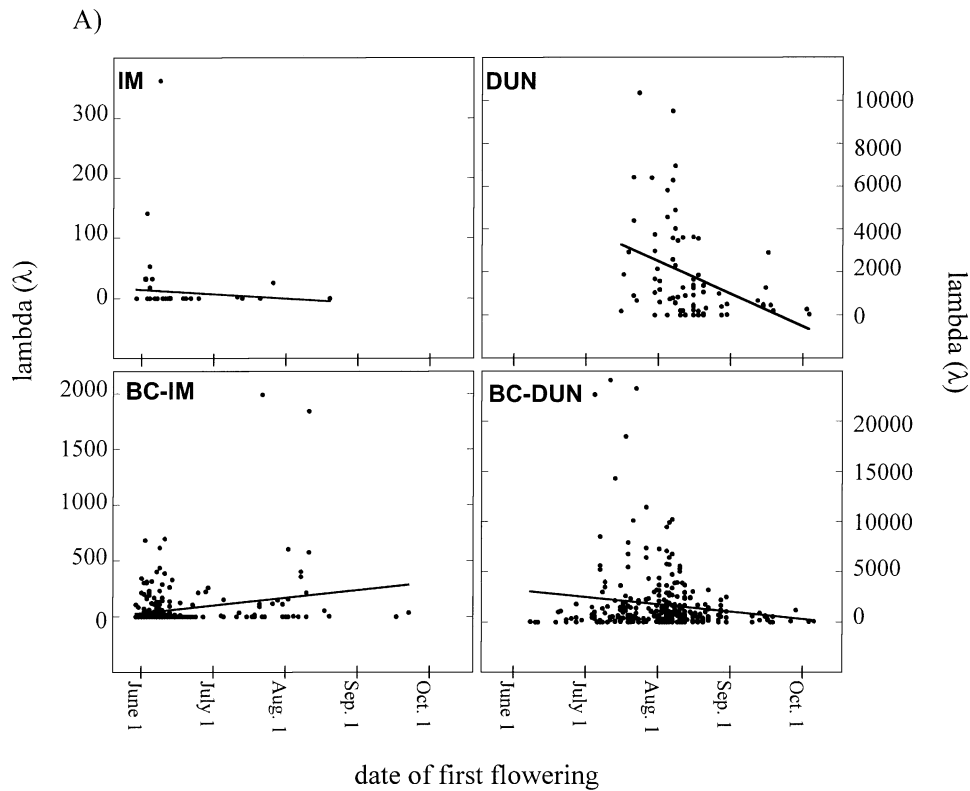 A)
IM
300
200
100
0
DUN
10000
8000
6000
4000
2000
0
lambda (λ)
lambda (λ)
BC-IM
2000
1500
1000
500
0
BC-DUN
20000
15000
10000
5000
0
June 1
July 1
Aug. 1
Sep. 1
Oct. 1
June 1
July 1
Aug. 1
Sep. 1
Oct. 1
date of first flowering